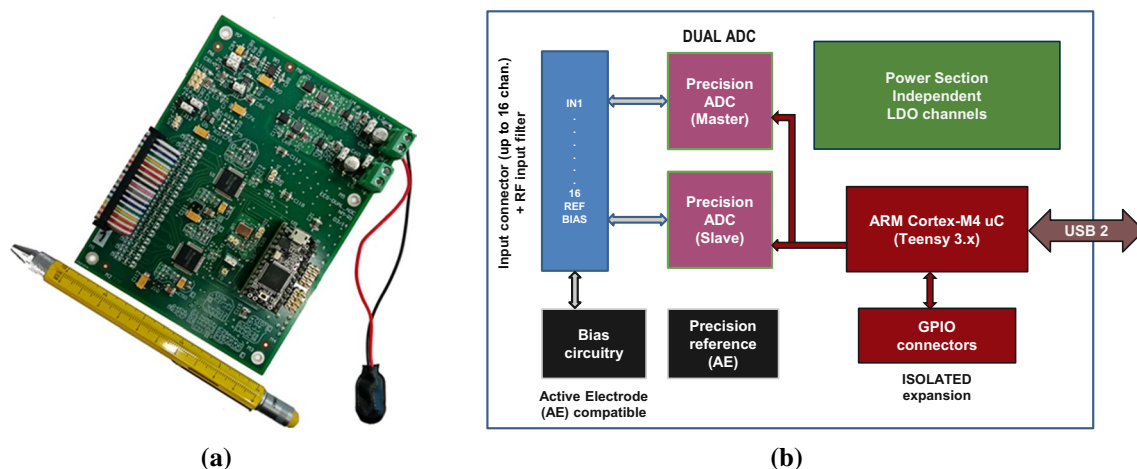 Input connector (up to 16 chan.)
+ RF input filter
IN1
.
.
.
.
.
.
16
REF
BIAS
DUAL ADC
Precision
ADC
(Master)
Precision
ADC
(Slave)
Power Section
Independent
LDO channels
ARM Cortex-M4 uC
(Teensy 3.x)
USB 2
Bias
circuitry
Precision
reference
(AE)
GPIO
connectors
Active Electrode
(AE) compatible
ISOLATED
expansion
(a)
(b)